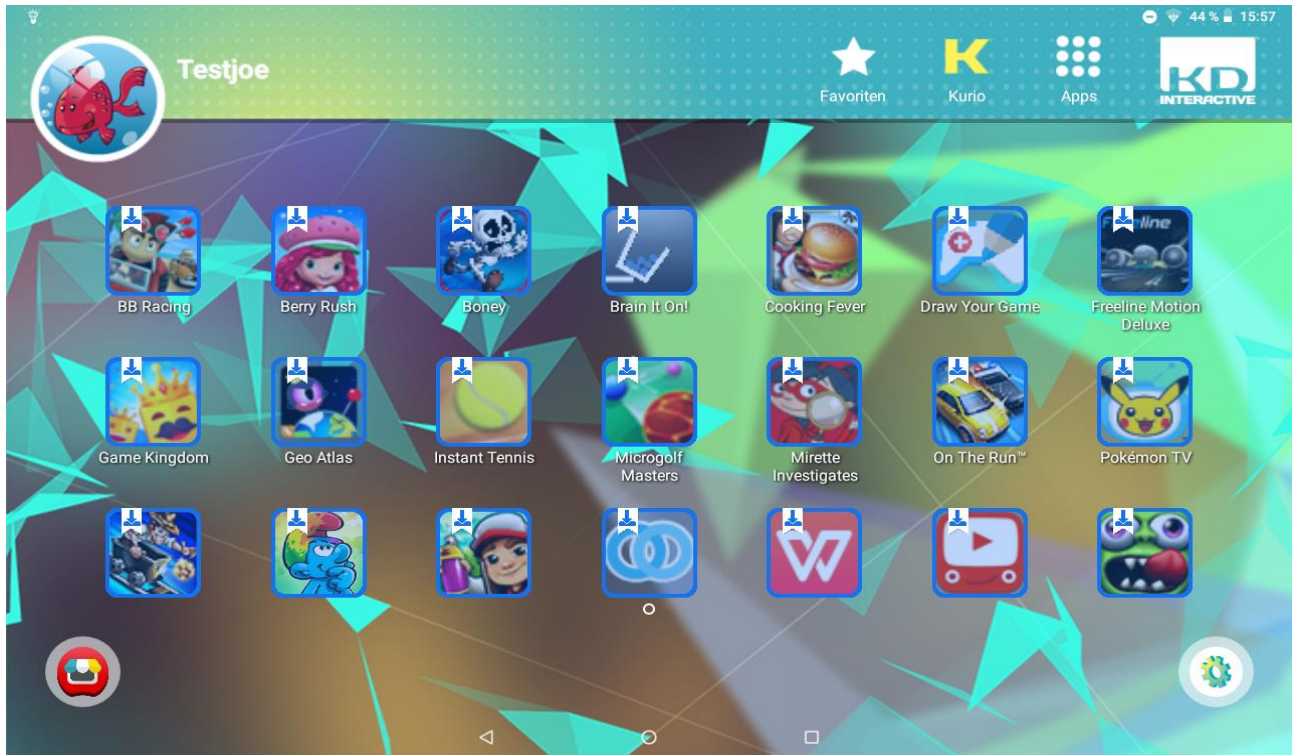 44 % 15:57
Testjoe
Favoriten
Kurio
Apps
KD
INTERACTIVE
BB Racing
Berry Rush
Boney
Brain It On!
Cooking Fever
Draw Your Game
Freeline Motion
Deluxe
Game Kingdom
Geo Atlas
Instant Tennis
Microgolf
Masters
Mirette
Investigates
On The Run™
Pokémon TV